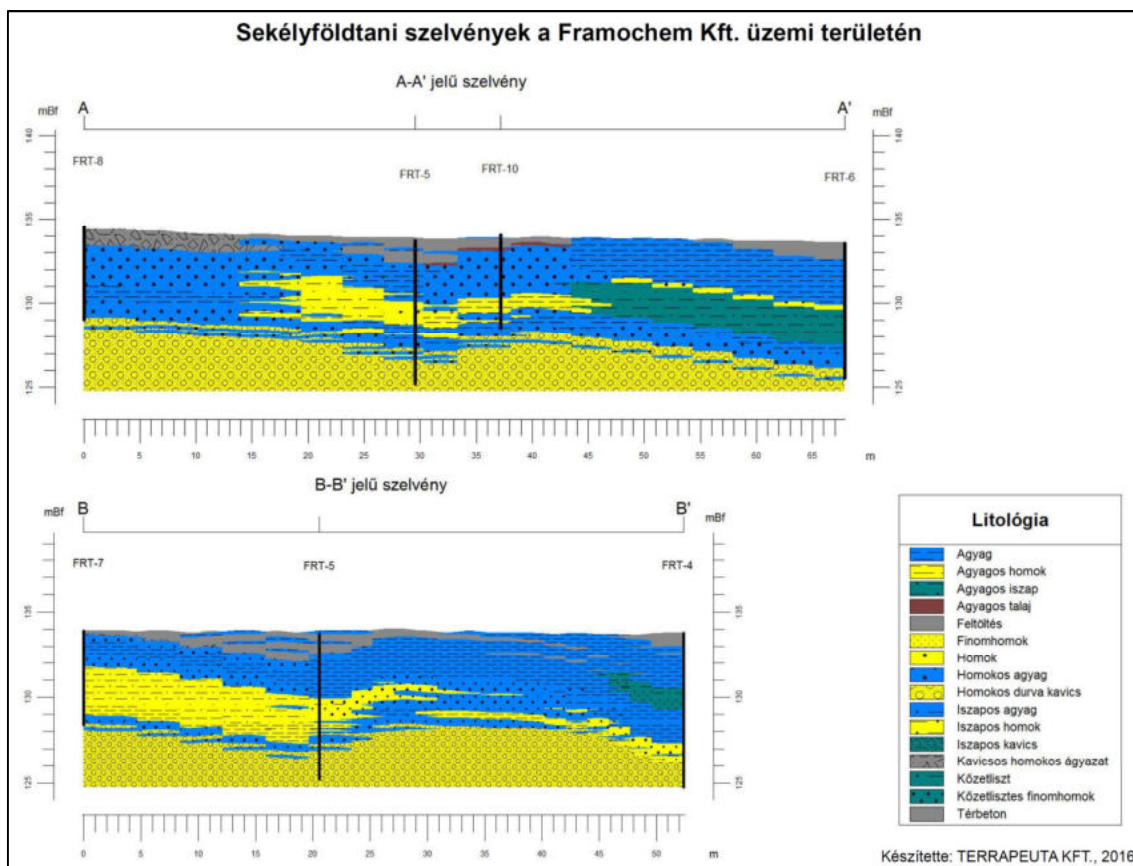 Sekélyföldtani szelvények a Framochem Kft. üzemi területén
A-A' jelű szelvény
mBf A A' mBf
140 140
FRT-8 FRT-5 FRT-10 FRT-6
135 135
130 130
125 125
0 5 10 15 20 25 30 35 40 45 50 55 60 65 m
B-B' jelű szelvény
mBf B B' mBf
FRT-7 FRT-5 FRT-4
135 135
130 130
125 125
0 5 10 15 20 25 30 35 40 45 50 m
Litológia
Agyag
Agyagos homok
Agyagos iszap
Agyagos talaj
Feltöltés
Finomhomok
Homok
Homokos agyag
Homokos durva kavics
Iszapos agyag
Iszapos homok
Iszapos kavics
Kavicsos homokos ágyazat
Kőzetliszt
Kőzetlisztes finomhomok
Térbeton
Készítette: TERRAPEUTA KFT., 2016